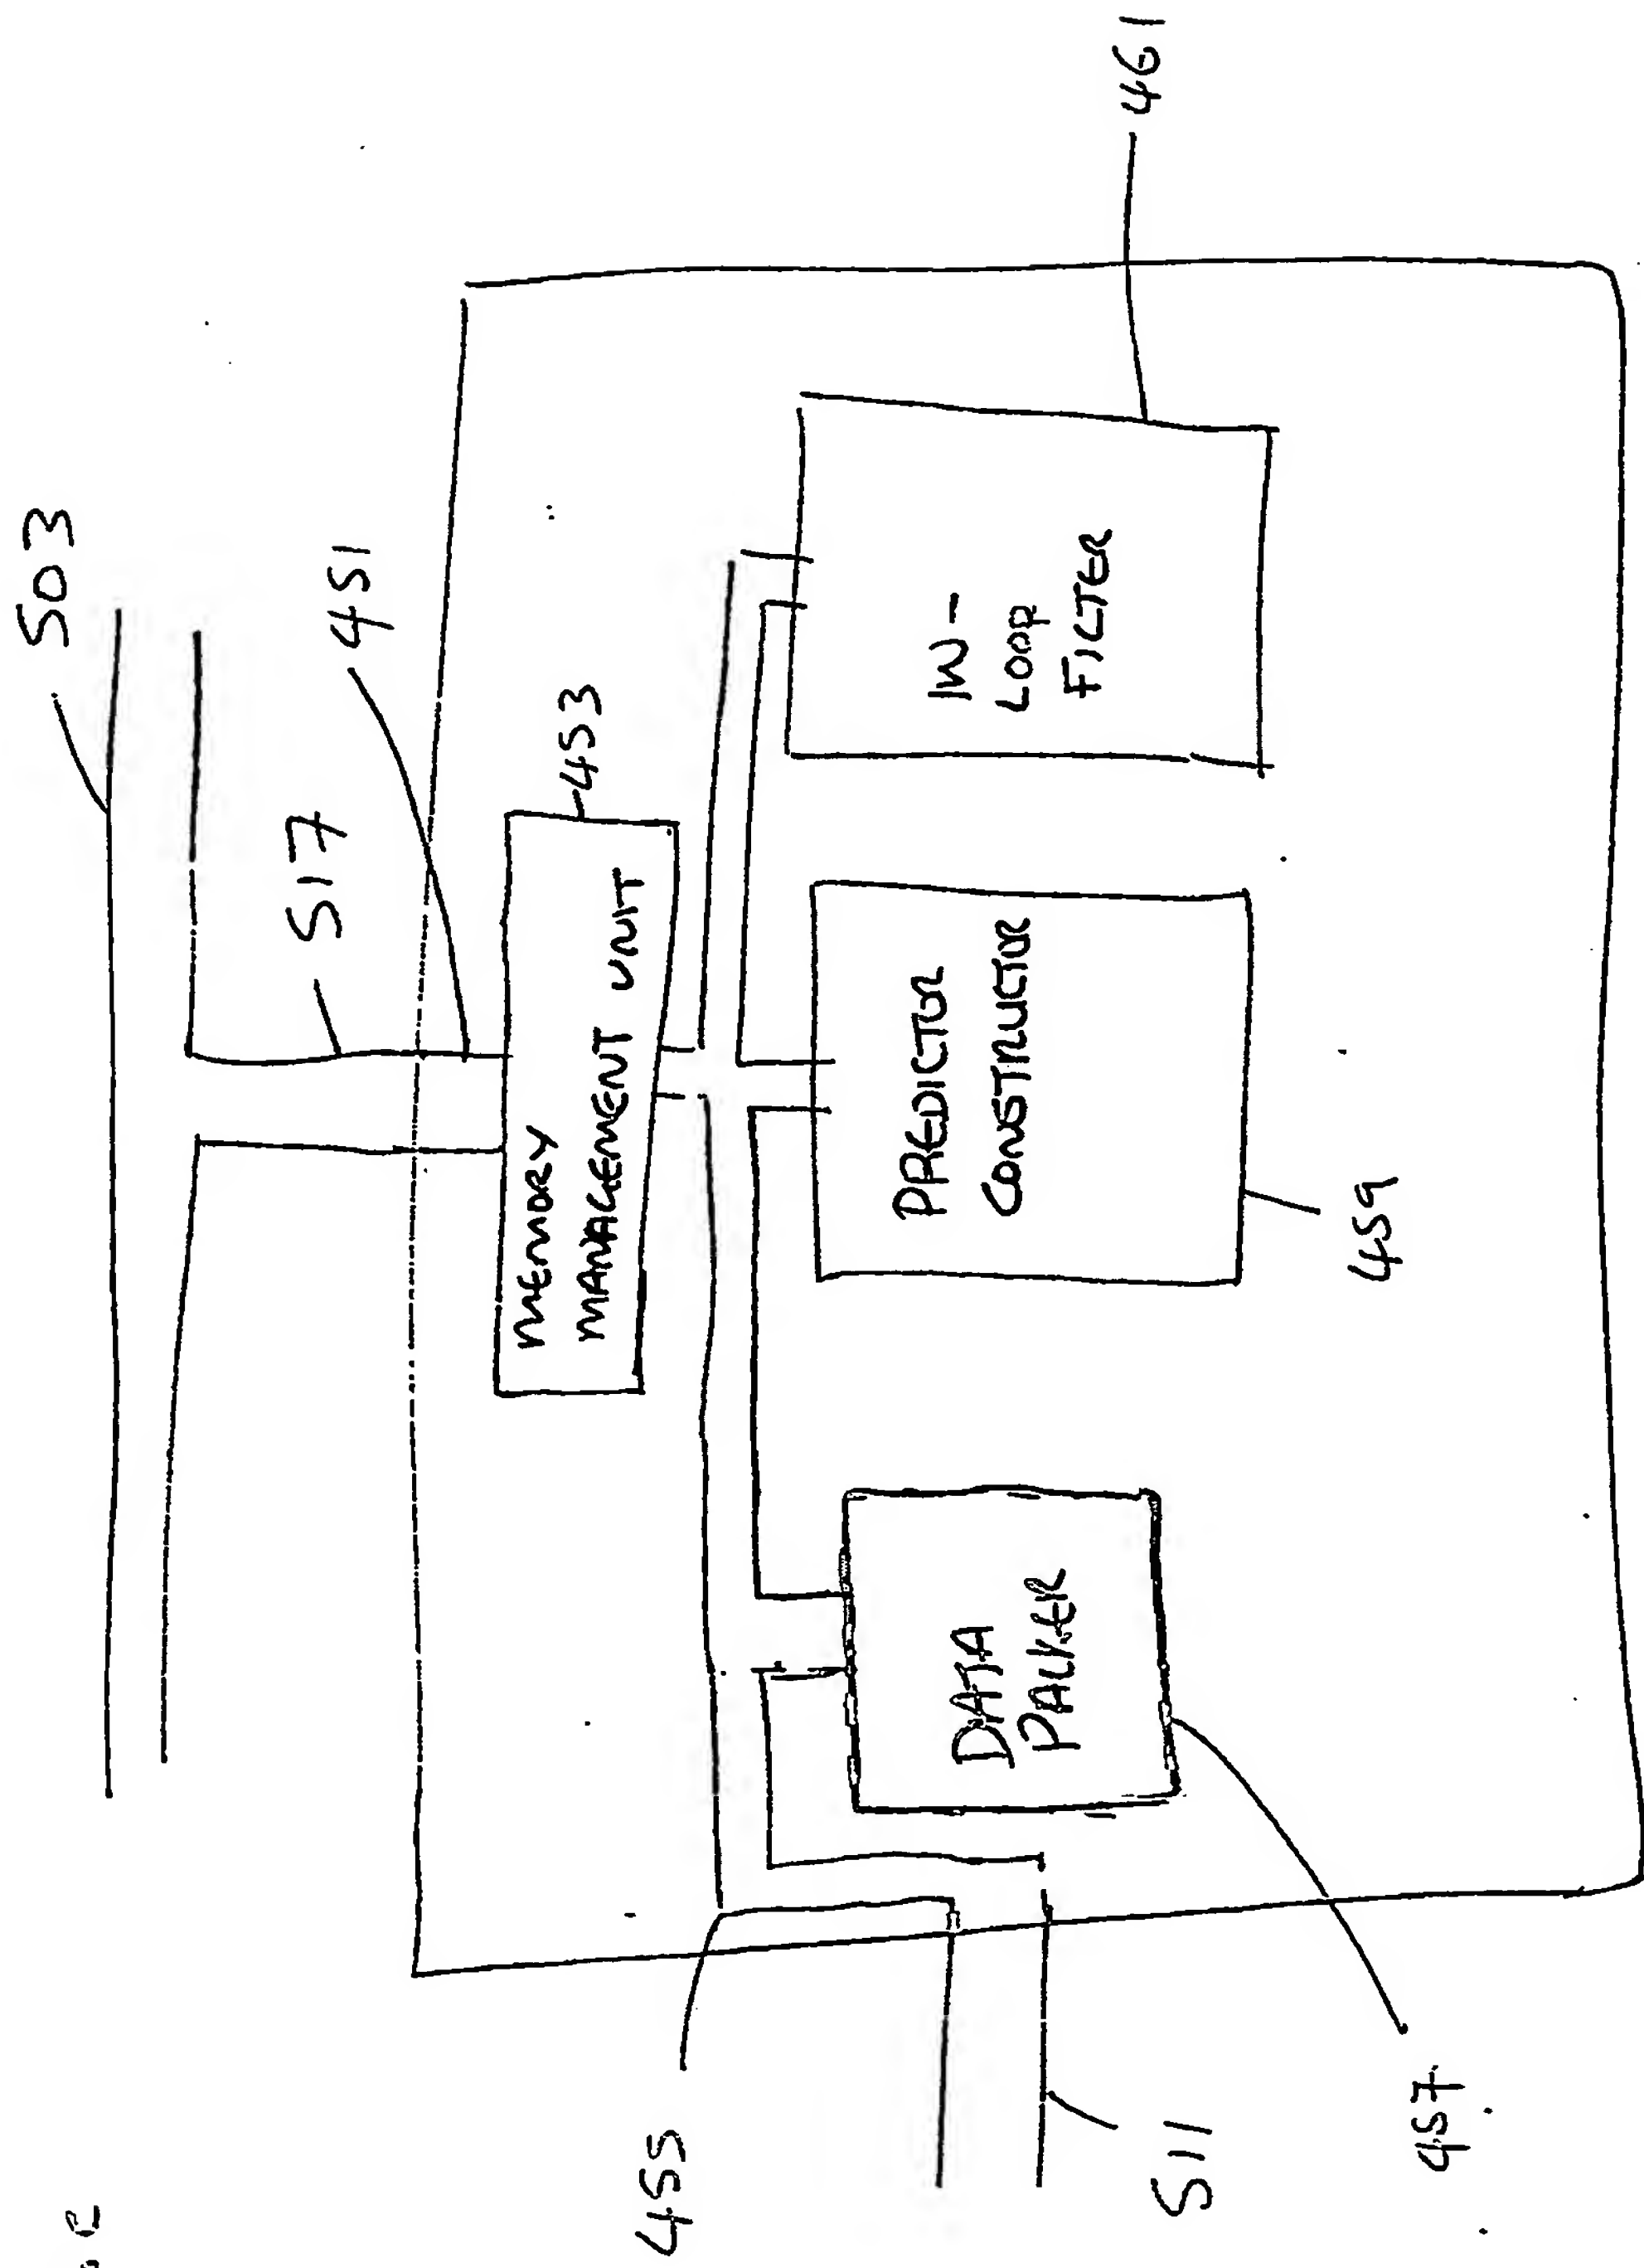 503
517
451
453
MEMORY
MANAGEMENT UNIT
455
511
DATA
PACKER
457
PREDICTOR
CONSTRUCTOR
459
IN-
LOOP
FILTER
461